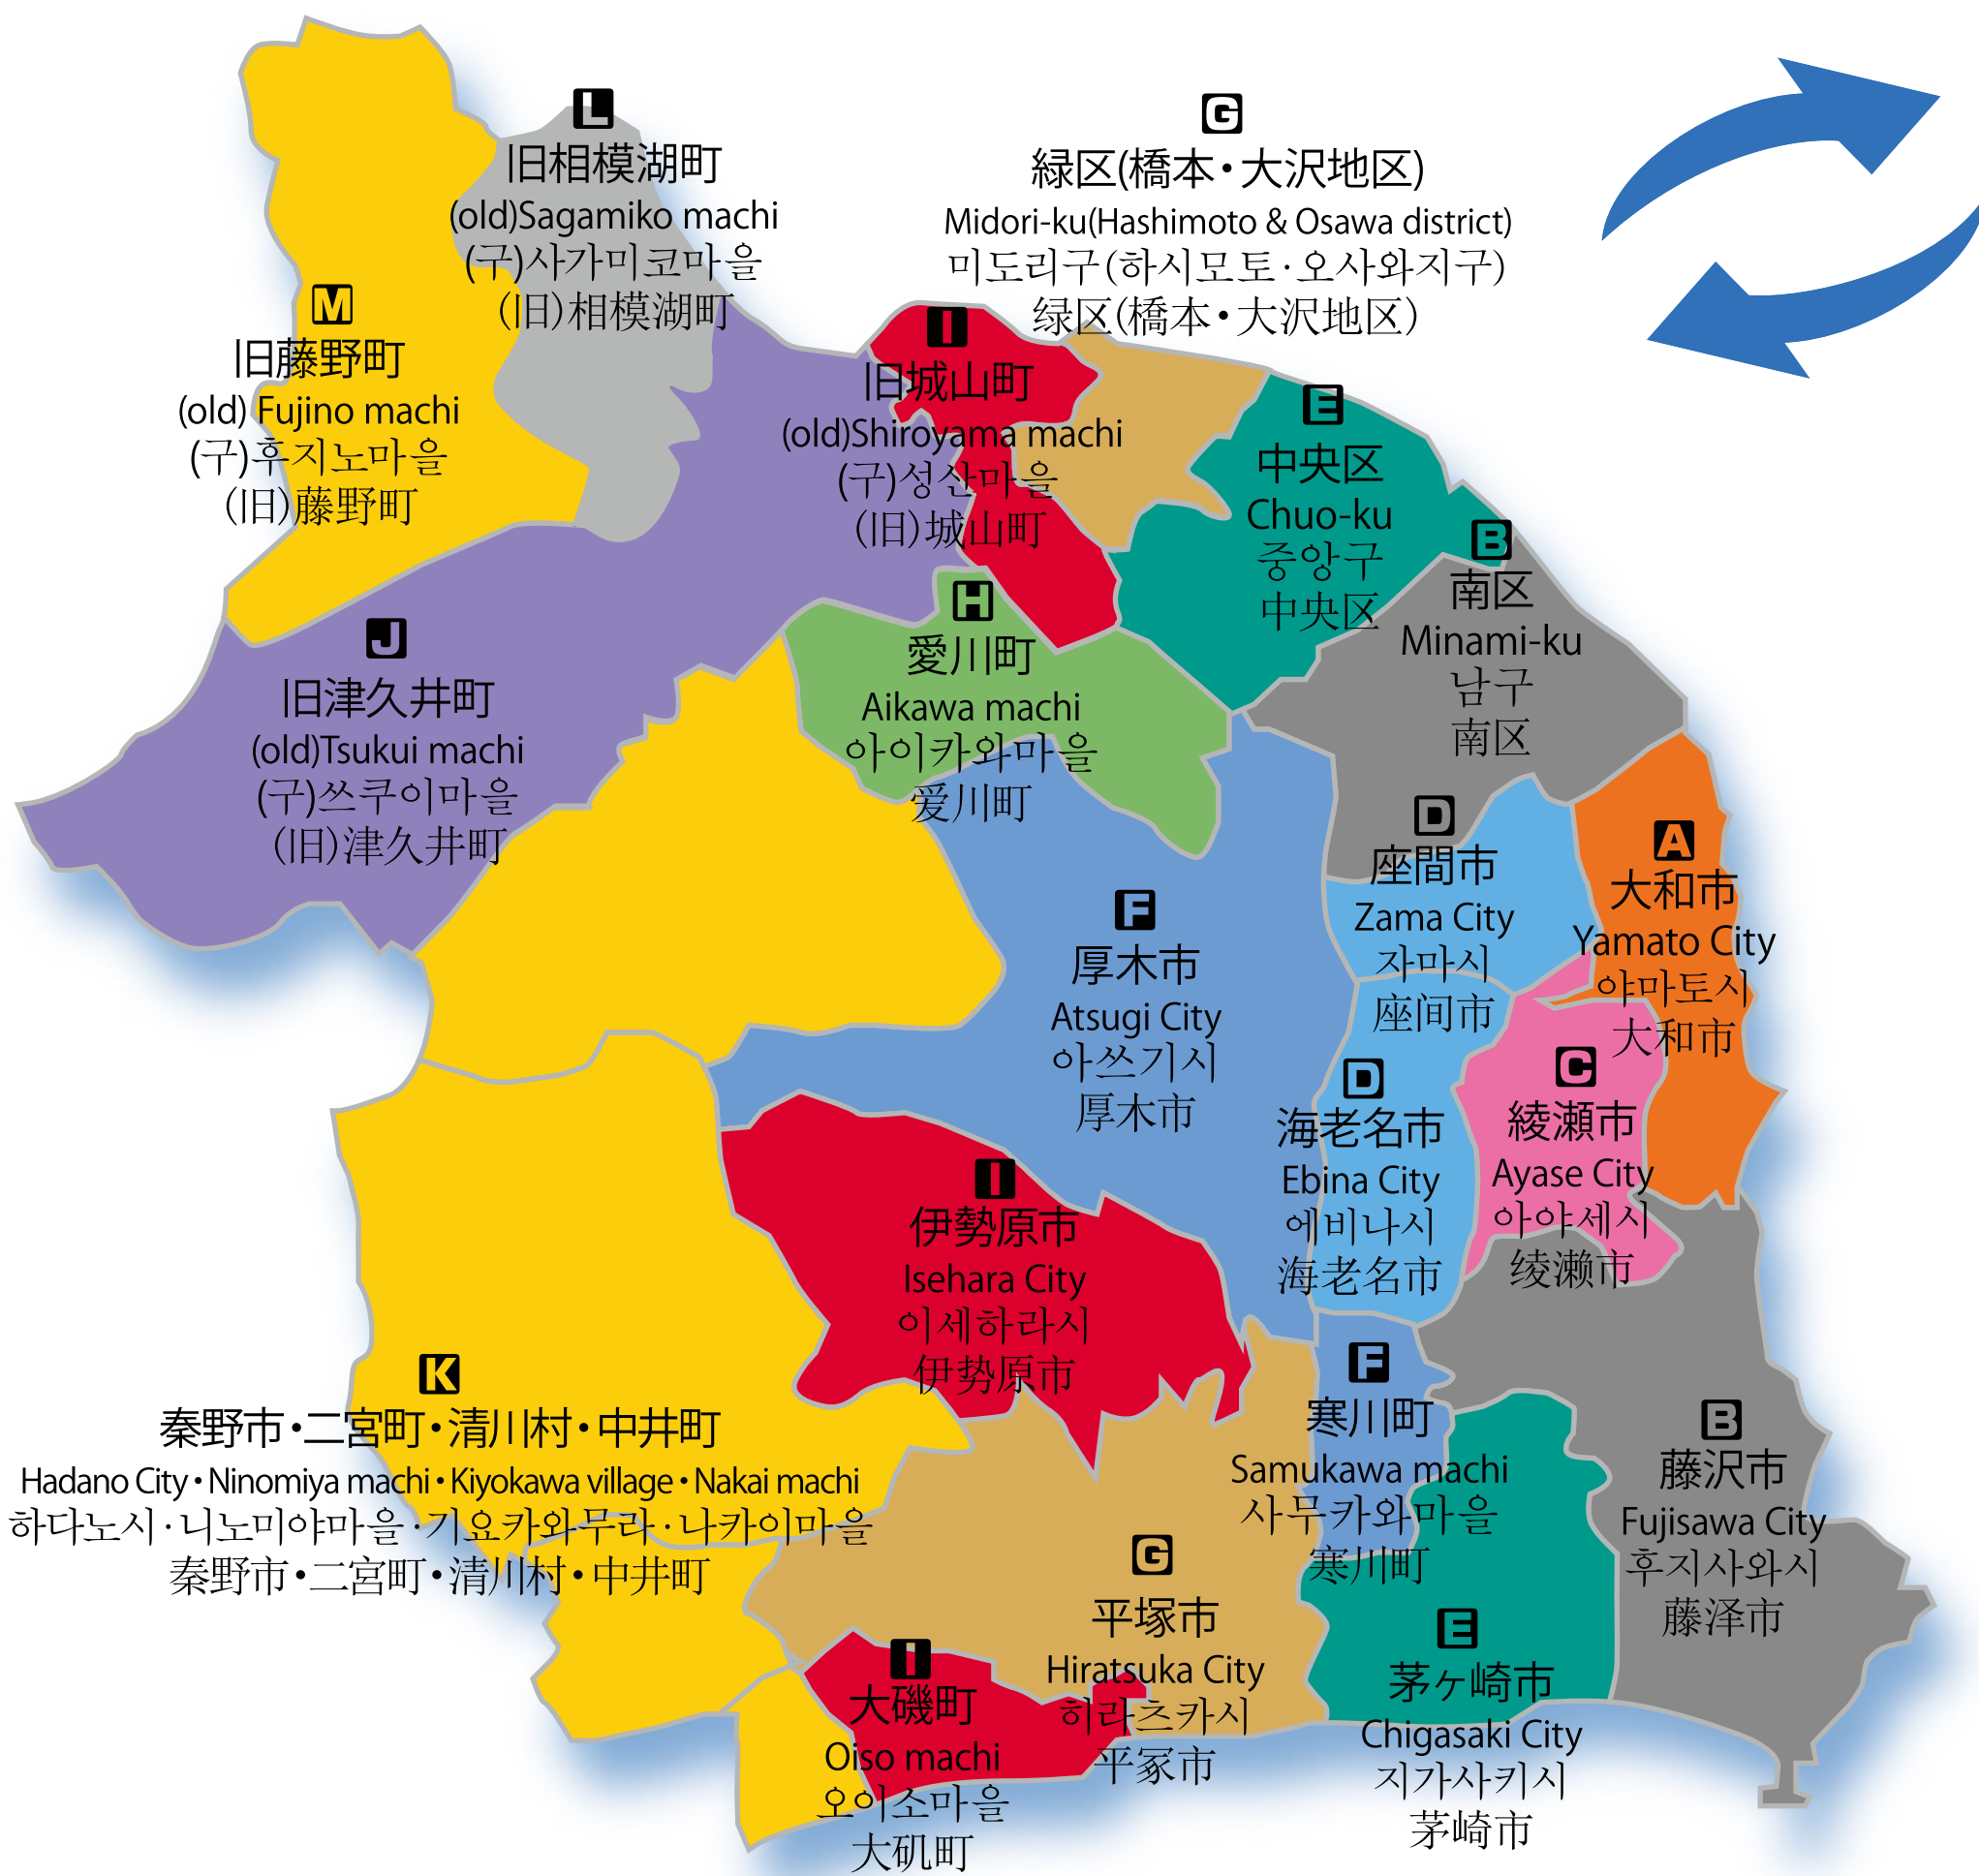 L
旧相模湖町
(old)Sagamiko machi
(구)사가미코마을
(旧)相模湖町
G
緑区(橋本・大沢地区)
Midori-ku(Hashimoto & Osawa district)
미도리구(하시모토·오사와지구)
绿区(橋本・大沢地区)
M
旧藤野町
(old) Fujino machi
(구)후지노마을
(旧)藤野町
I
旧城山町
(old)Shiroyama machi
(구)성산마을
(旧)城山町
E
中央区
Chuo-ku
중앙구
中央区
B
南区
Minami-ku
남구
南区
J
旧津久井町
(old)Tsukui machi
(구)쓰쿠이마을
(旧)津久井町
H
愛川町
Aikawa machi
아이카와마을
爱川町
D
座間市
Zama City
자마시
座间市
A
大和市
Yamato City
야마토시
大和市
F
厚木市
Atsugi City
아쓰기시
厚木市
D
海老名市
Ebina City
에비나시
海老名市
C
綾瀬市
Ayase City
아야세시
绫濑市
I
伊勢原市
Isehara City
이세하라시
伊势原市
K
秦野市・二宮町・清川村・中井町
Hadano City・Ninomiya machi・Kiyokawa village・Nakai machi
하다노시·니노미야마을·기요카와무라·나카이마을
秦野市・二宮町・清川村・中井町
F
寒川町
Samukawa machi
사무카와마을
寒川町
B
藤沢市
Fujisawa City
후지사와시
藤泽市
G
平塚市
Hiratsuka City
히라츠카시
平冢市
E
茅ヶ崎市
Chigasaki City
지가사키시
茅崎市
I
大磯町
Oiso machi
오이소마을
大矶町